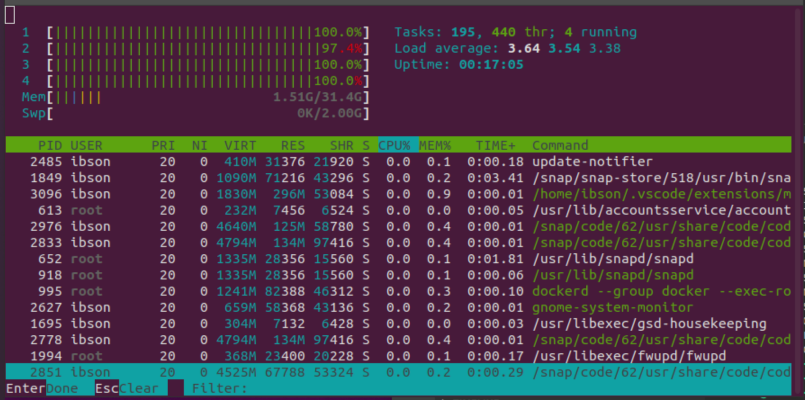 1 [||||||||||||||||||||||||||||||||100.0%] Tasks: 195, 440 thr; 4 running
2 [|||||||||||||||||||||||||||||||||97.4%] Load average: 3.64 3.54 3.38
3 [||||||||||||||||||||||||||||||||100.0%] Uptime: 00:17:05
4 [||||||||||||||||||||||||||||||||100.0%]
Mem[|||||| 1.51G/31.4G]
Swp[ 0K/2.00G]
PID USER PRI NI VIRT RES SHR S CPU% MEM% TIME+ Command
2485 ibson 20 0 410M 31376 21920 S 0.0 0.1 0:00.18 update-notifier
1849 ibson 20 0 1090M 71216 43296 S 0.0 0.2 0:03.41 /snap/snap-store/518/usr/bin/sna
3096 ibson 20 0 1830M 296M 53084 S 0.0 0.9 0:00.01 /home/ibson/.vscode/extensions/m
613 root 20 0 232M 7456 6524 S 0.0 0.0 0:00.05 /usr/lib/accountsservice/account
2976 ibson 20 0 4640M 125M 58780 S 0.0 0.4 0:00.01 /snap/code/62/usr/share/code/cod
2833 ibson 20 0 4794M 134M 97416 S 0.0 0.4 0:00.01 /snap/code/62/usr/share/code/cod
652 root 20 0 1335M 28356 15560 S 0.0 0.1 0:01.81 /usr/lib/snapd/snapd
918 root 20 0 1335M 28356 15560 S 0.0 0.1 0:00.06 /usr/lib/snapd/snapd
995 root 20 0 1241M 82388 46312 S 0.0 0.3 0:00.10 dockerd --group docker --exec-ro
2627 ibson 20 0 659M 58368 43136 S 0.0 0.2 0:00.01 gnome-system-monitor
1695 ibson 20 0 304M 7132 6428 S 0.0 0.0 0:00.03 /usr/libexec/gsd-housekeeping
2778 ibson 20 0 4794M 134M 97416 S 0.0 0.4 0:00.01 /snap/code/62/usr/share/code/cod
1994 root 20 0 368M 23400 20228 S 0.0 0.1 0:00.17 /usr/libexec/fwupd/fwupd
2851 ibson 20 0 4525M 67788 53324 S 0.0 0.2 0:00.29 /snap/code/62/usr/share/code/cod
EnterDone EscClear Filter: